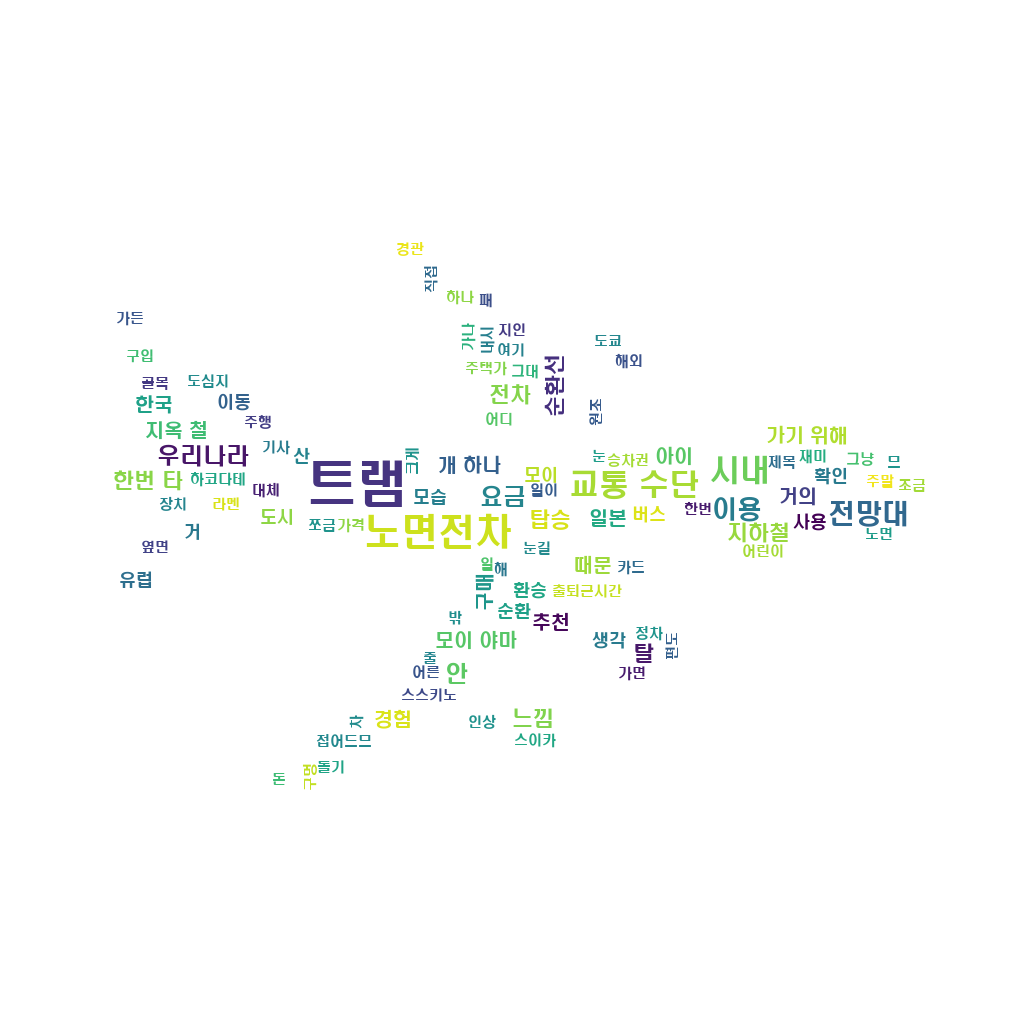 경관
직접
하나
패
가든
가나
내시
지인
여기
도쿄
해외
구입
주택가
그대
순환선
골목
도심지
전차
한국
이동
원조
어디
주행
지옥 철
가기 위해
우리나라
기사
산
크게
개 하나
눈
승차권
아이
시내
제목
재미
그냥
므
트램
모이
교통 수단
한번 타
하코다테
대체
모습
요금
일이
확인
주말
조금
거의
장치
라멘
한번
이용
전망대
도시
쪼금
가격
노면전차
탑승
일본
버스
사용
거
지하철
노면
옆면
눈길
어린이
일
해
때문
카드
유럽
구매
환승
출퇴근시간
순환
밖
추천
모이 야마
생각
정차
편도
줄
탈
어른
안
가면
스스키노
차
경험
인상
느낌
접어드므
스이카
돌기
돈
구명